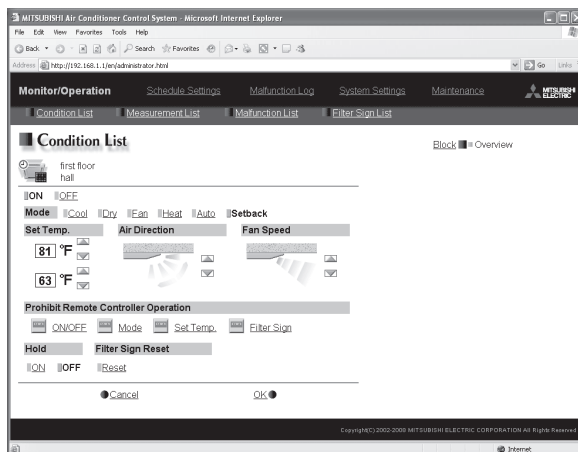 MITSUBISHI Air Conditioner Control System - Microsoft Internet Explorer
File Edit View Favorites Tools Help
Back Search Favorites
Address http://192.168.1.1/en/administrator.html Go Links
Monitor/Operation Schedule Settings Malfunction Log System Settings Maintenance MITSUBISHI ELECTRIC
Condition List Measurement List Malfunction List Filter Sign List
Condition List Block Overview
first floor
hall
ON OFF
Mode Cool Dry Fan Heat Auto Setback
Set Temp. Air Direction Fan Speed
81 °F
63 °F
Prohibit Remote Controller Operation
ON/OFF Mode Set Temp. Filter Sign
Hold Filter Sign Reset
ON OFF Reset
Cancel OK
Copyright(C)2002-2009 MITSUBISHI ELECTRIC CORPORATION All Rights Reserved
Internet